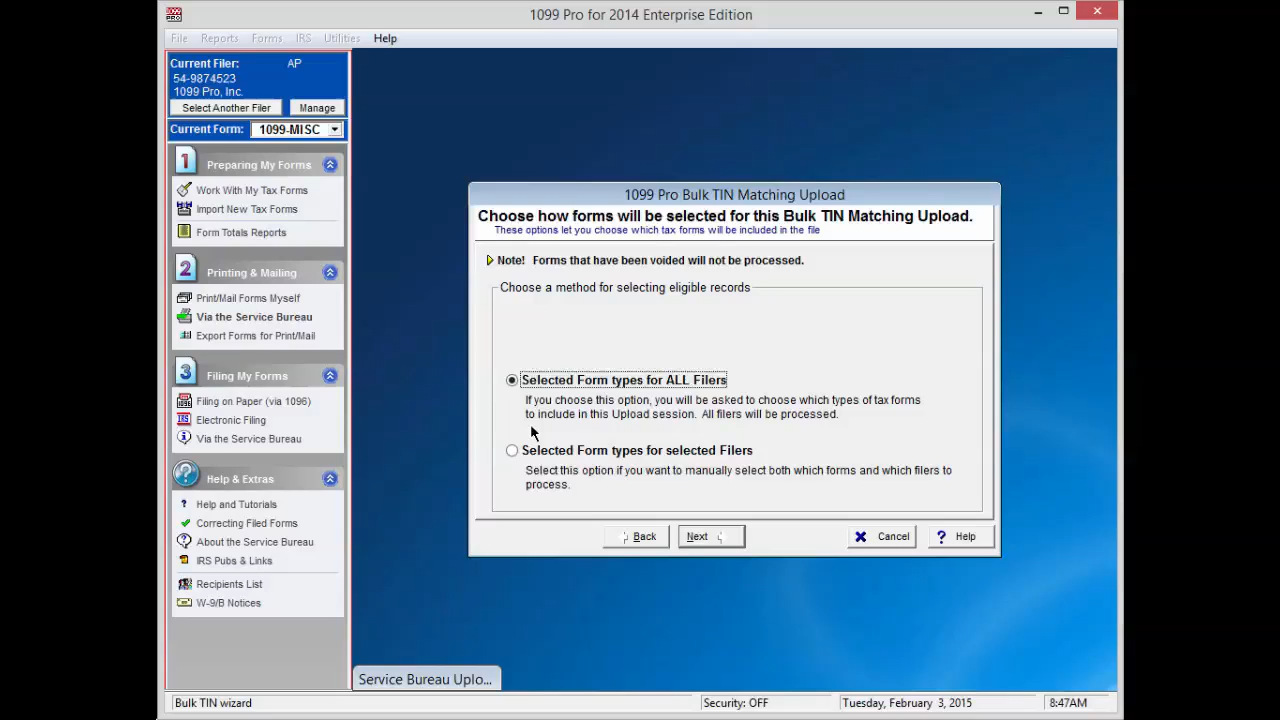 1099 Pro for 2014 Enterprise Edition
File Reports Forms IRS Utilities Help
Current Filer: AP
54-9874523
1099 Pro, Inc.
Select Another Filer Manage
Current Form: 1099-MISC
1 Preparing My Forms
Work With My Tax Forms
Import New Tax Forms
Form Totals Reports
2 Printing & Mailing
Print/Mail Forms Myself
Via the Service Bureau
Export Forms for Print/Mail
3 Filing My Forms
Filing on Paper (via 1096)
Electronic Filing
Via the Service Bureau
? Help & Extras
? Help and Tutorials
Correcting Filed Forms
About the Service Bureau
IRS Pubs & Links
Recipients List
W-9/B Notices
1099 Pro Bulk TIN Matching Upload
Choose how forms will be selected for this Bulk TIN Matching Upload.
These options let you choose which tax forms will be included in the file
Note! Forms that have been voided will not be processed.
Choose a method for selecting eligible records
Selected Form types for ALL Filers
If you choose this option, you will be asked to choose which types of tax forms
to include in this Upload session. All filers will be processed.
Selected Form types for selected Filers
Select this option if you want to manually select both which forms and which filers to
process.
Back Next Cancel ? Help
Service Bureau Uplo...
Bulk TIN wizard Security: OFF Tuesday, February 3, 2015 8:47AM